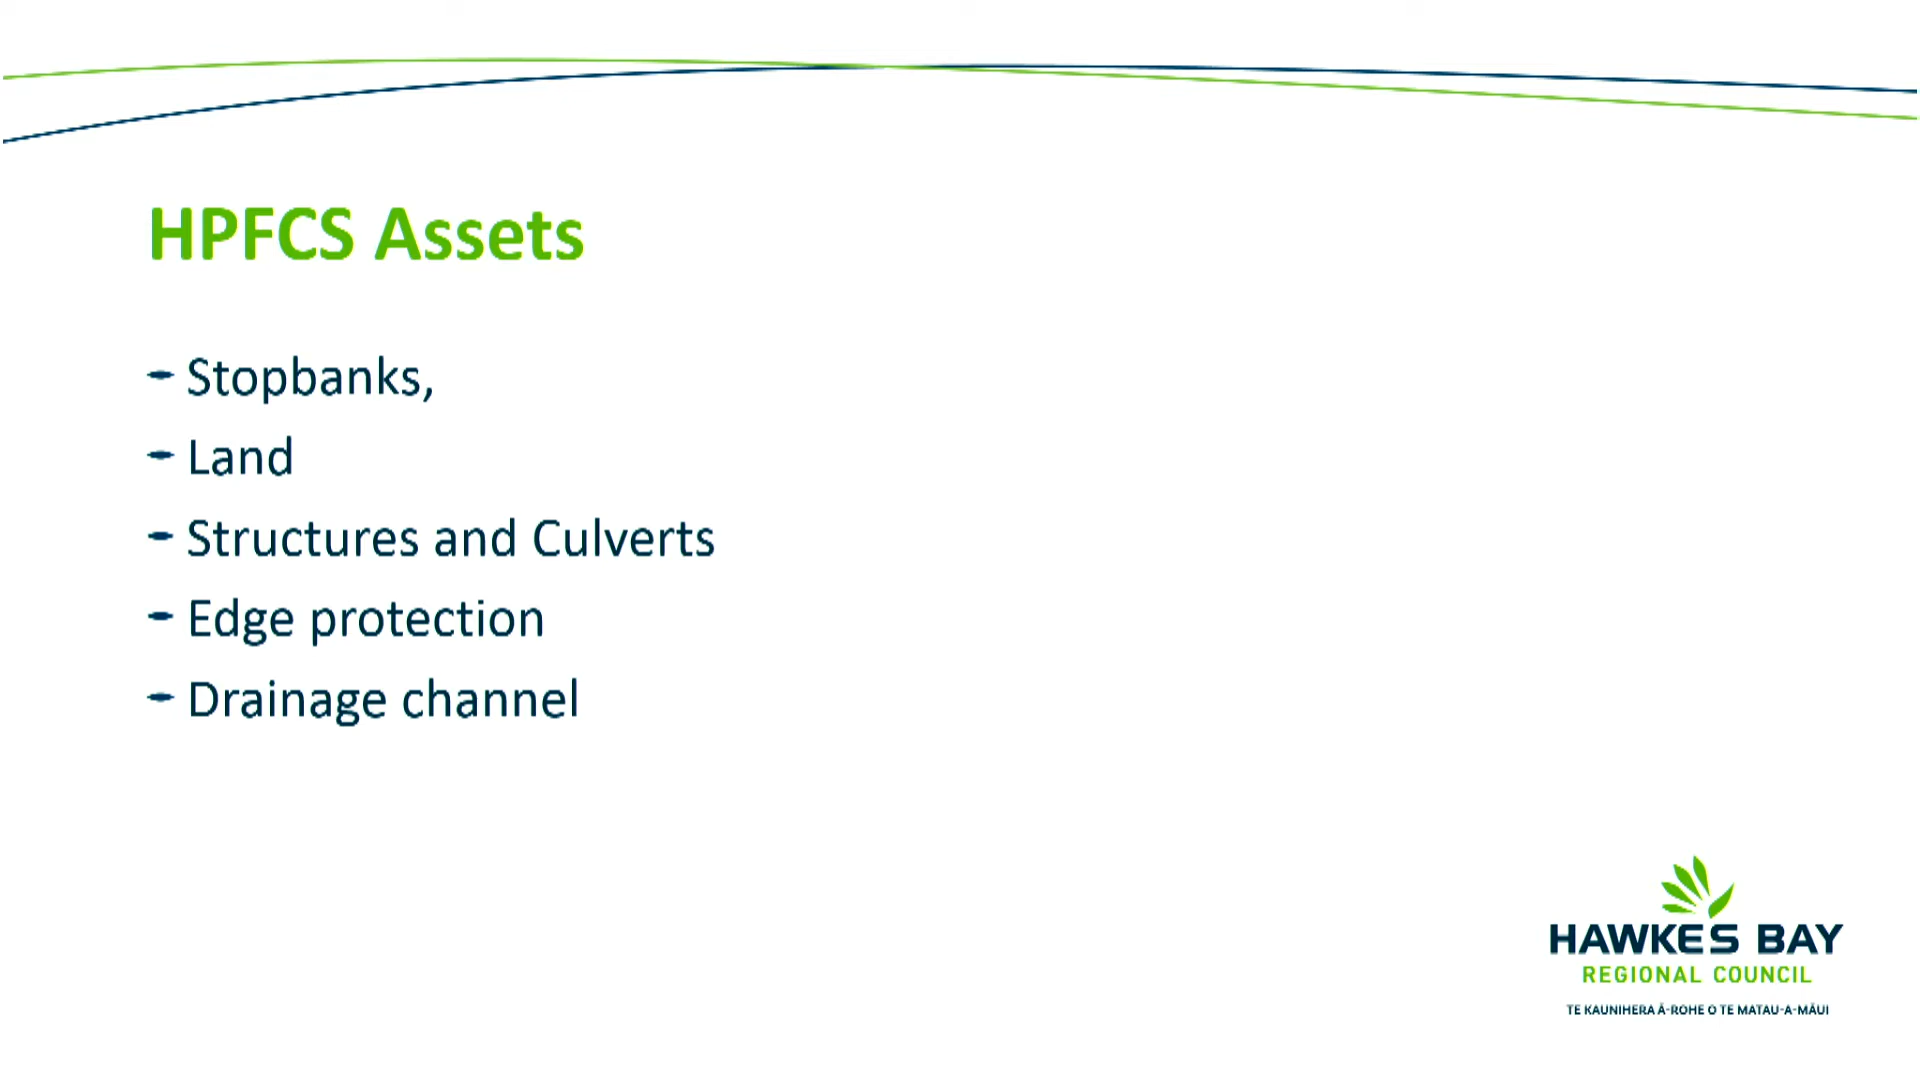 HPFCS Assets
- Stopbanks,
- Land
- Structures and Culverts
- Edge protection
- Drainage channel
HAWKES BAY
REGIONAL COUNCIL
TE KAUNIHERA Ā-ROHE O TE MATAU-A-MĀUI